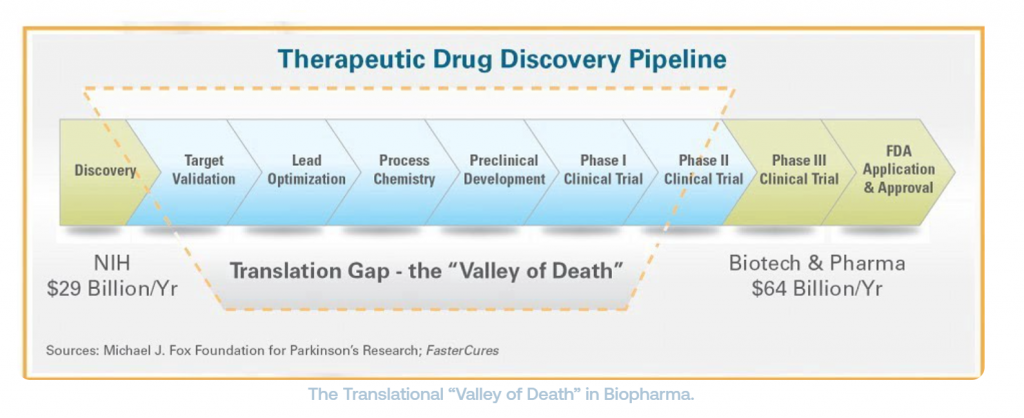 Therapeutic Drug Discovery Pipeline
Discovery
Target
Validation
Lead
Optimization
Process
Chemistry
Preclinical
Development
Phase I
Clinical Trial
Phase II
Clinical Trial
Phase III
Clinical Trial
FDA
Application
& Approval
NIH
$29 Billion/Yr
Translation Gap - the “Valley of Death”
Biotech & Pharma
$64 Billion/Yr
Sources: Michael J. Fox Foundation for Parkinson’s Research; FasterCures
The Translational “Valley of Death” in Biopharma.